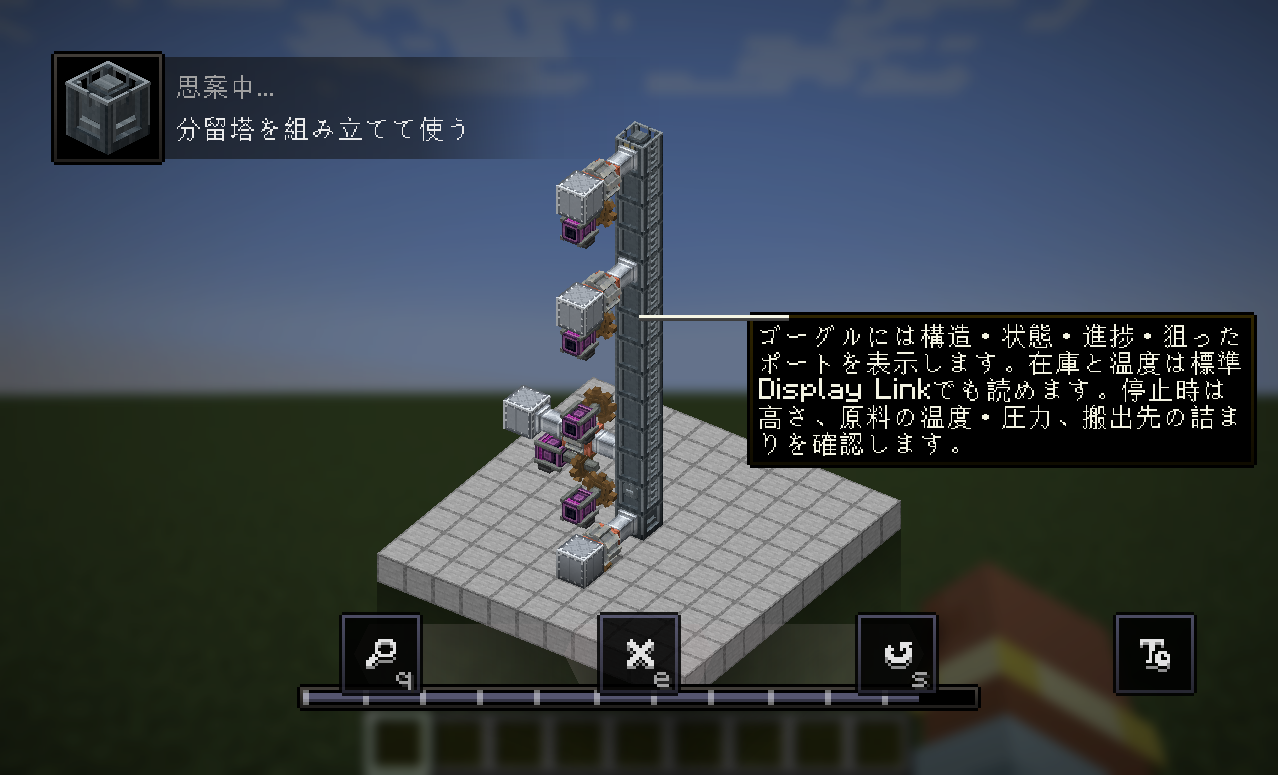 思案中...
分留塔を組み立てて使う
ゴーグルには構造・状態・進捗・狙った
ポートを表示します。在庫と温度は標準
Display Linkでも読めます。停止時は
高さ、原料の温度・圧力、搬出先の詰ま
りを確認します。
q
e
s
T